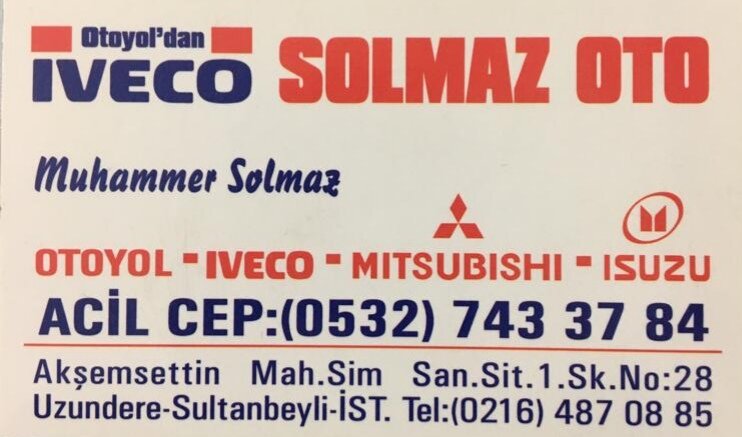 Otoyol'dan
IVECO SOLMAZ OTO
Muhammer Solmaz
OTOYOL - IVECO - MITSUBISHI - ISUZU
ACİL CEP:(0532) 743 37 84
Akşemsettin Mah.Sim San.Sit.1.Sk.No:28
Uzundere-Sultanbeyli-İST. Tel:(0216) 487 08 85